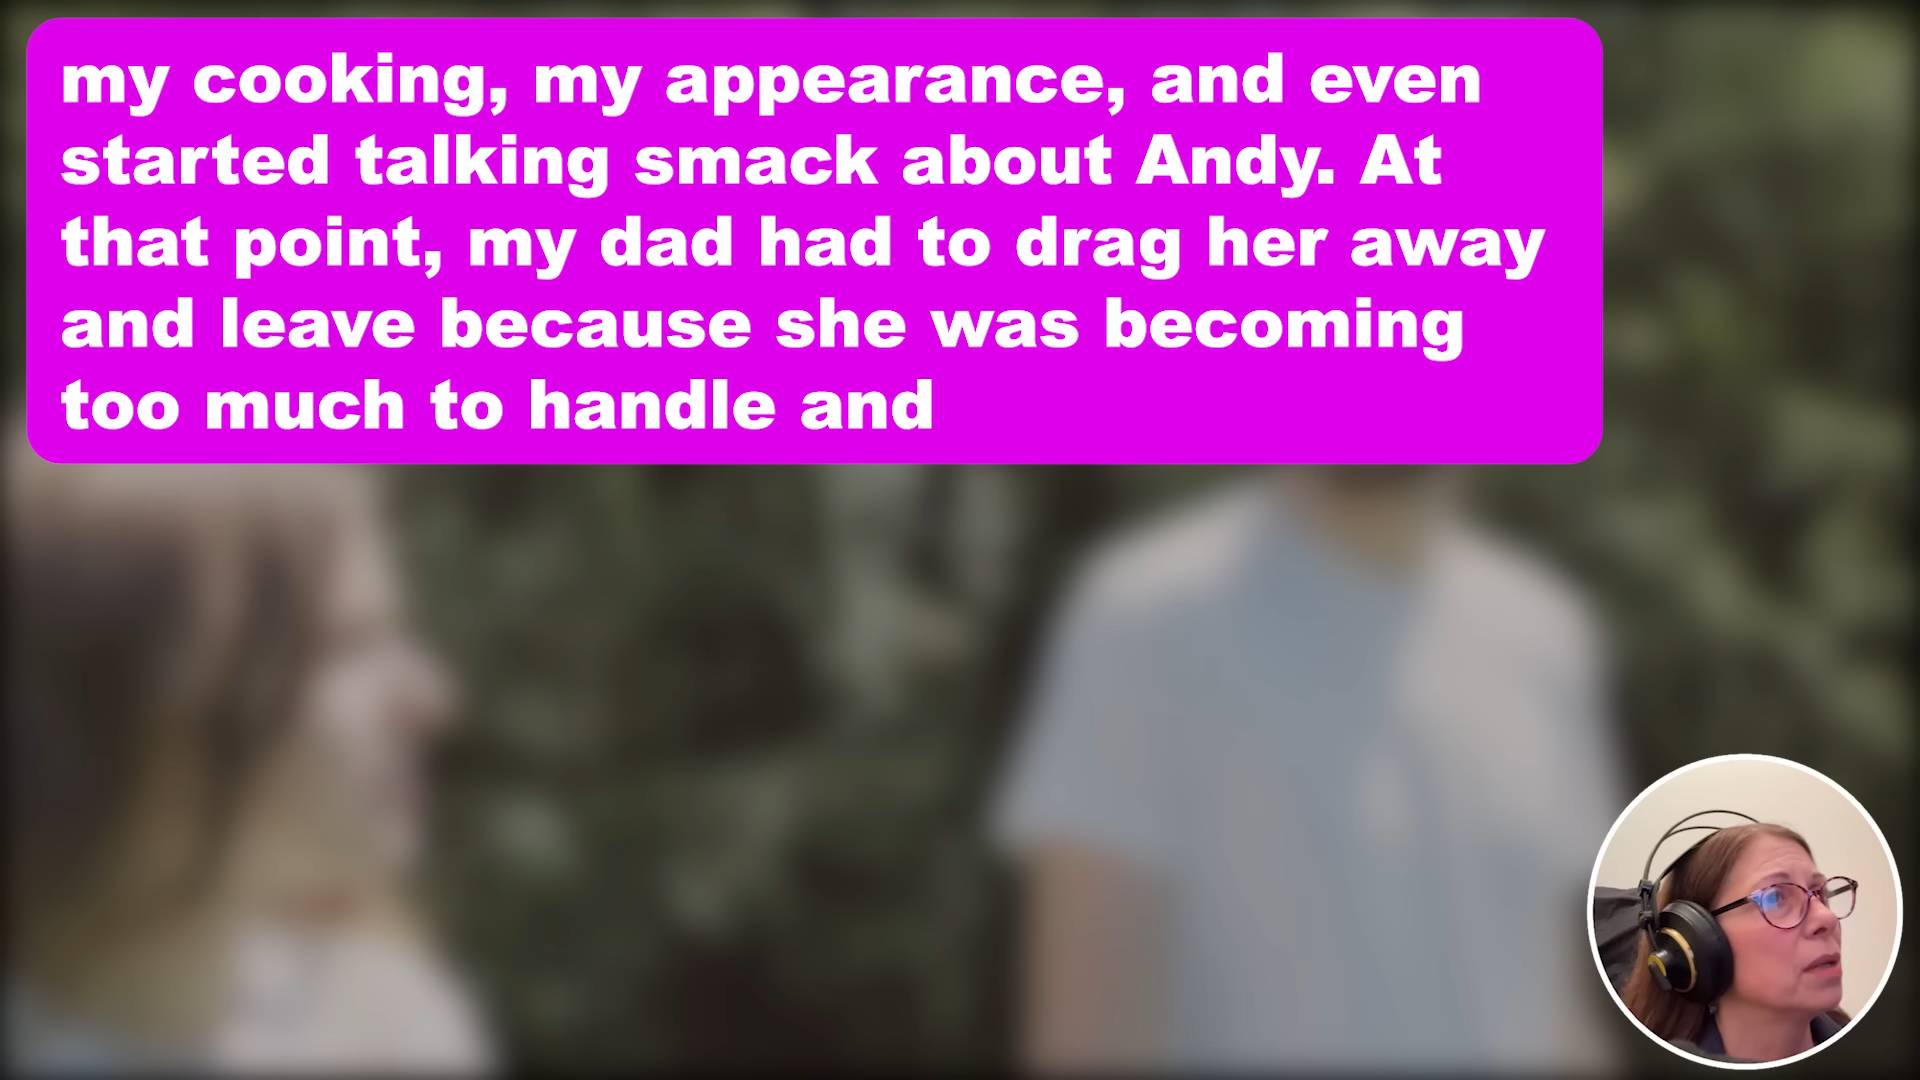 my cooking, my appearance, and even
started talking smack about Andy. At
that point, my dad had to drag her away
and leave because she was becoming
too much to handle and